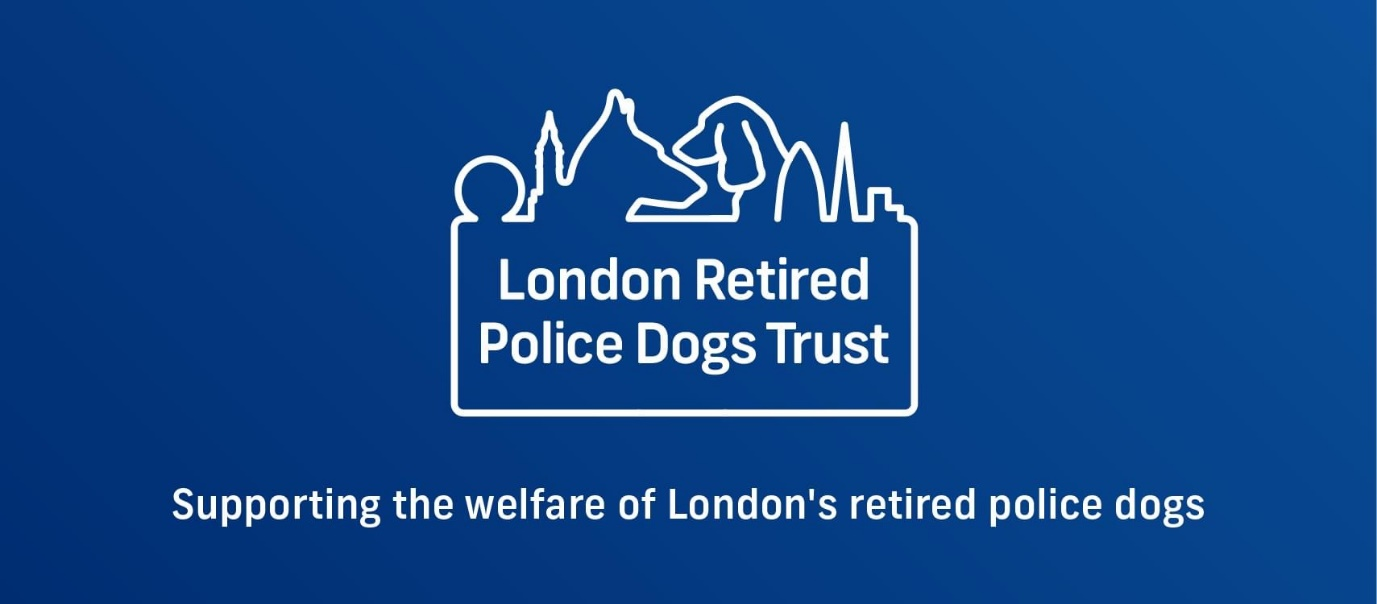 London Retired
Police Dogs Trust
Supporting the welfare of London's retired police dogs